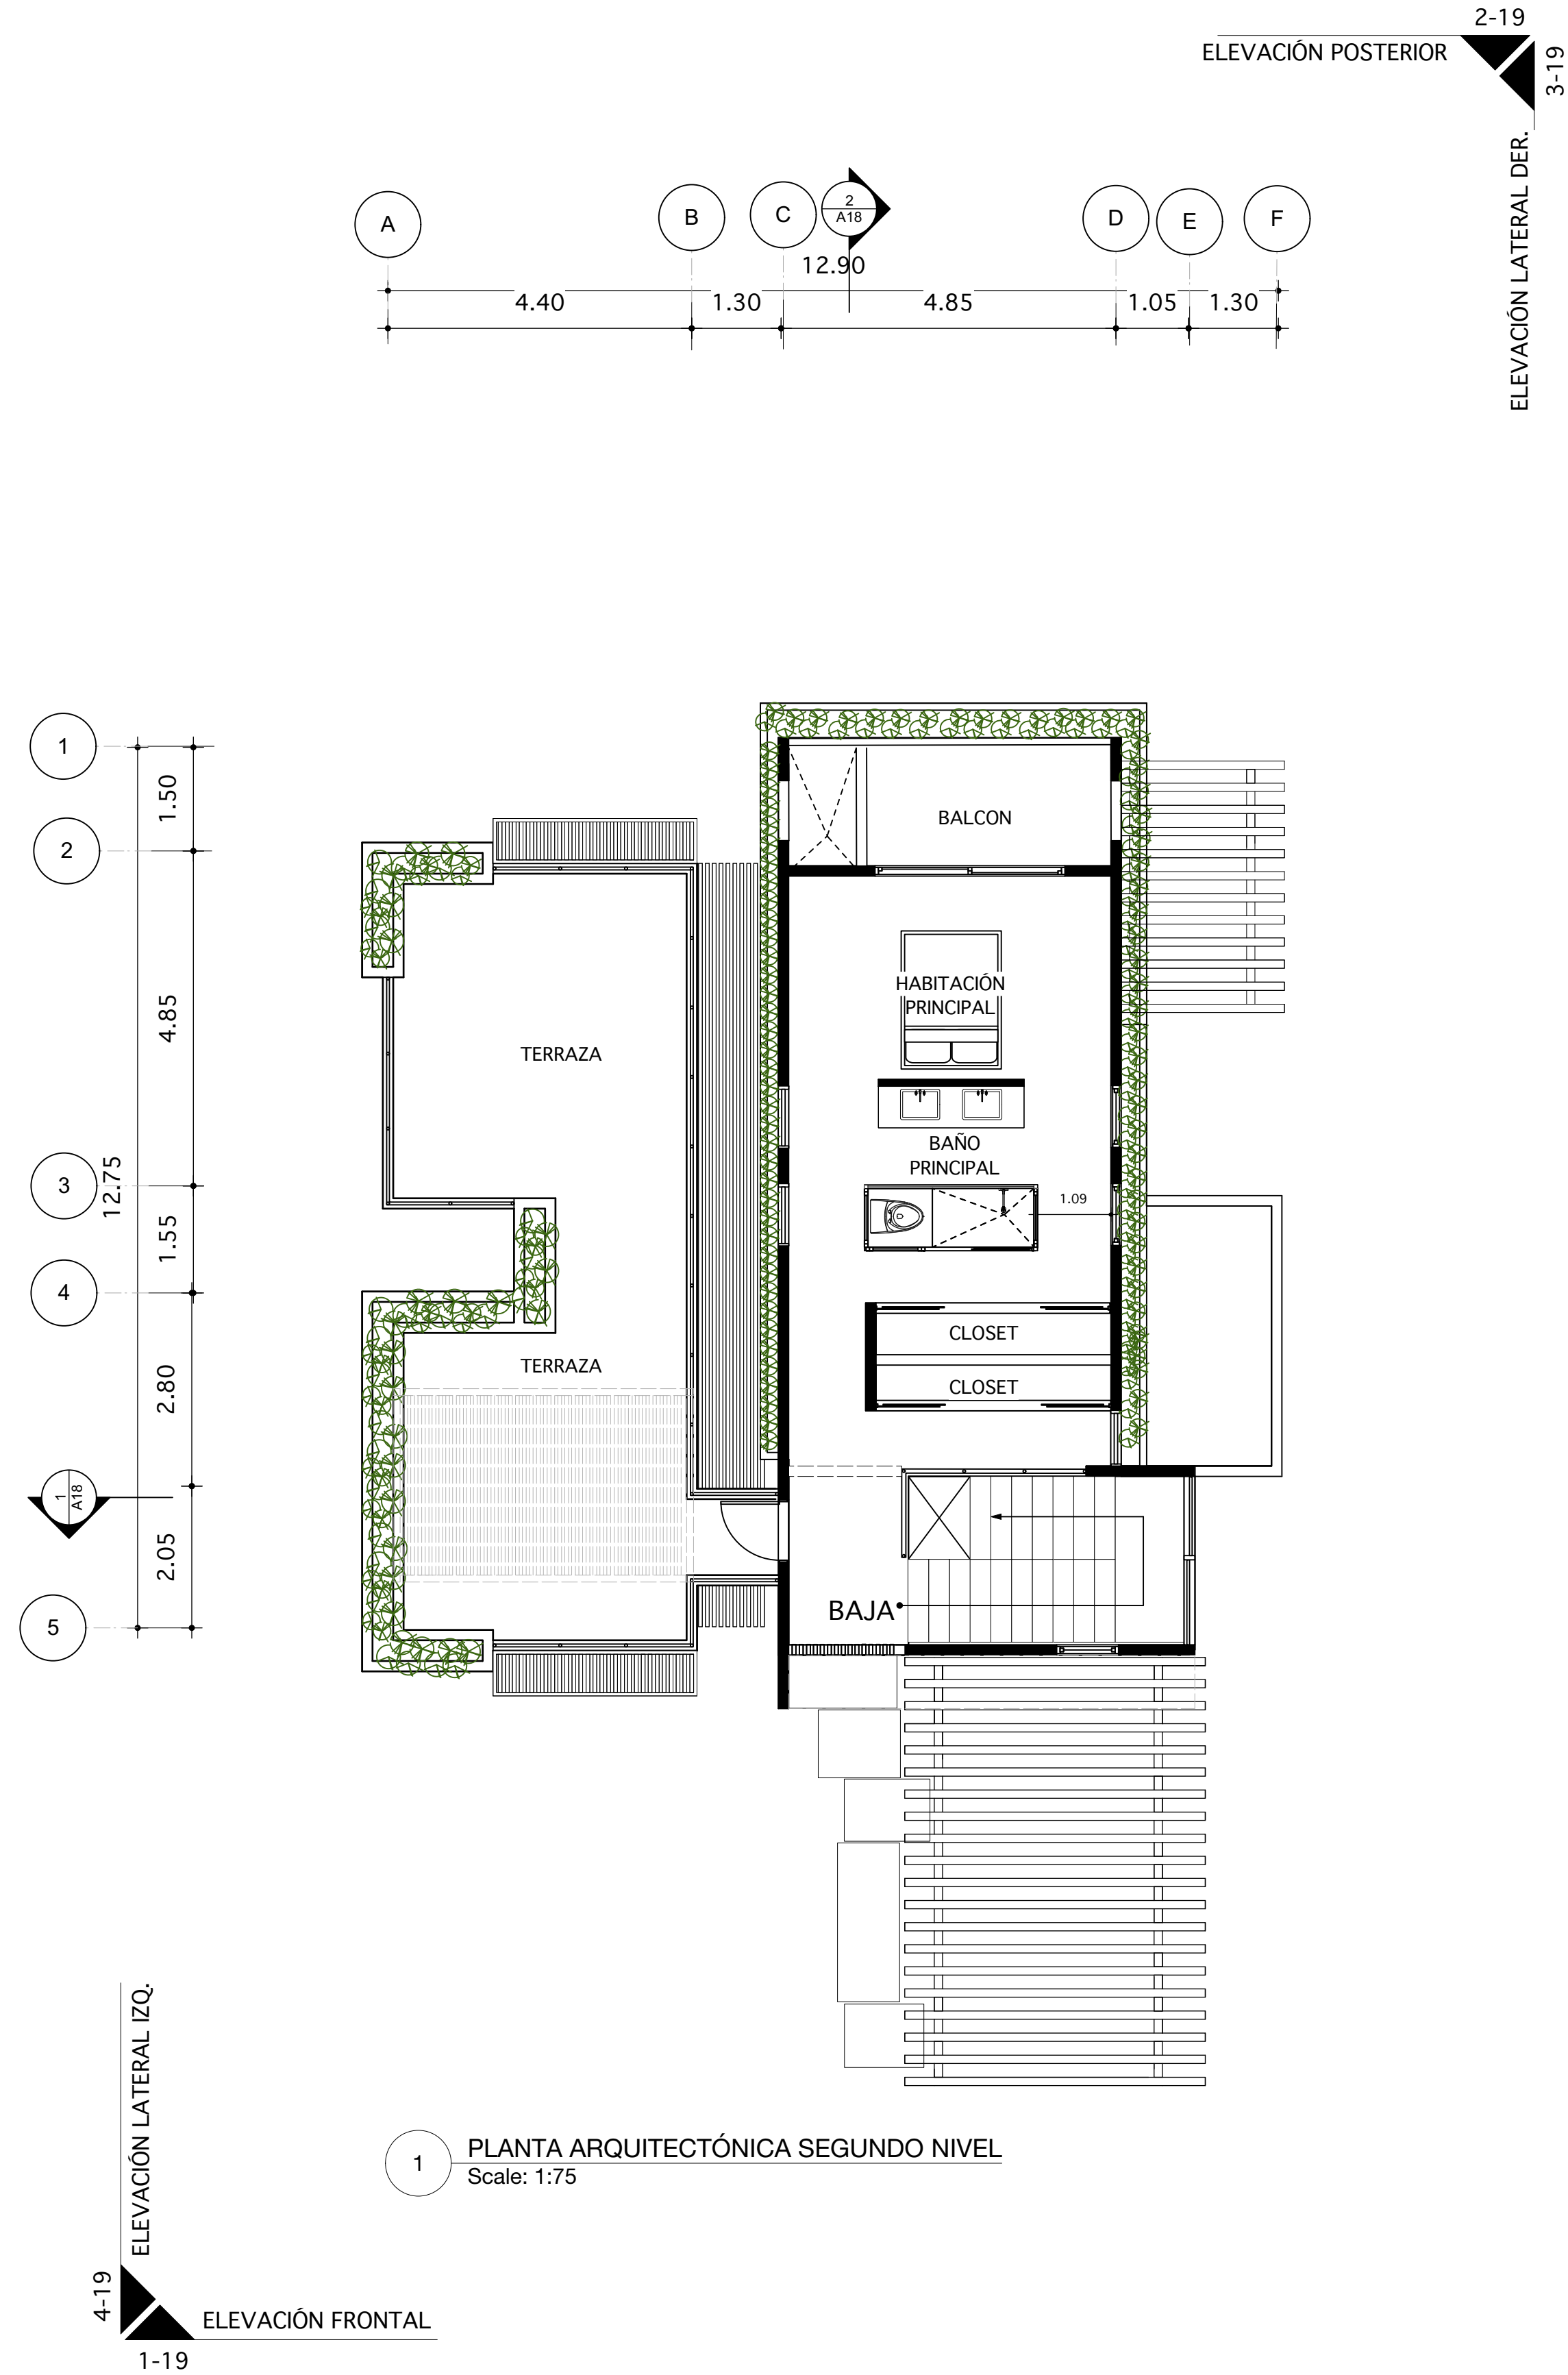 2-19
ELEVACIÓN POSTERIOR
3-19
ELEVACIÓN LATERAL DER.
A
B
C
2
A18
D
E
F
12.90
4.40
1.30
4.85
1.05
1.30
1
1.50
2
BALCON
4.85
HABITACIÓN
PRINCIPAL
TERRAZA
BAÑO
PRINCIPAL
3
12.75
1.09
1.55
4
CLOSET
TERRAZA
2.80
CLOSET
1
A18
2.05
BAJA
5
ELEVACIÓN LATERAL IZQ.
1
PLANTA ARQUITECTÓNICA SEGUNDO NIVEL
Scale: 1:75
4-19
ELEVACIÓN FRONTAL
1-19